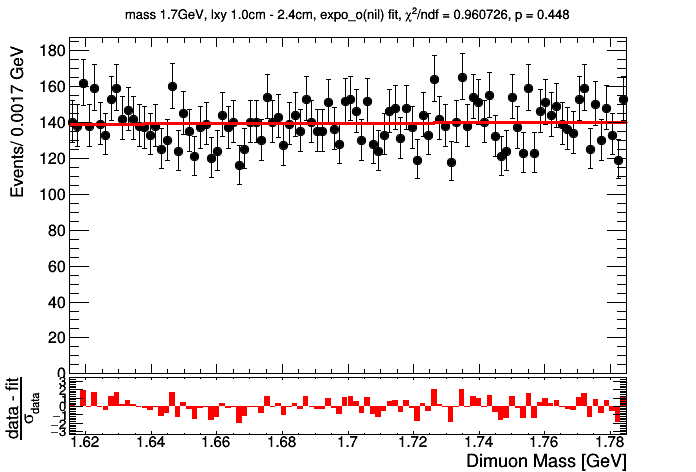 mass 1.7GeV, lxy 1.0cm - 2.4cm, expo_o(nil) fit, χ²/ndf = 0.960726, p = 0.448
Events/ 0.0017 GeV
180
160
140
120
100
80
60
40
20
0
data - fit
σdata
3
2
1
0
−1
−2
−3
1.62 1.64 1.66 1.68 1.7 1.72 1.74 1.76 1.78
Dimuon Mass [GeV]